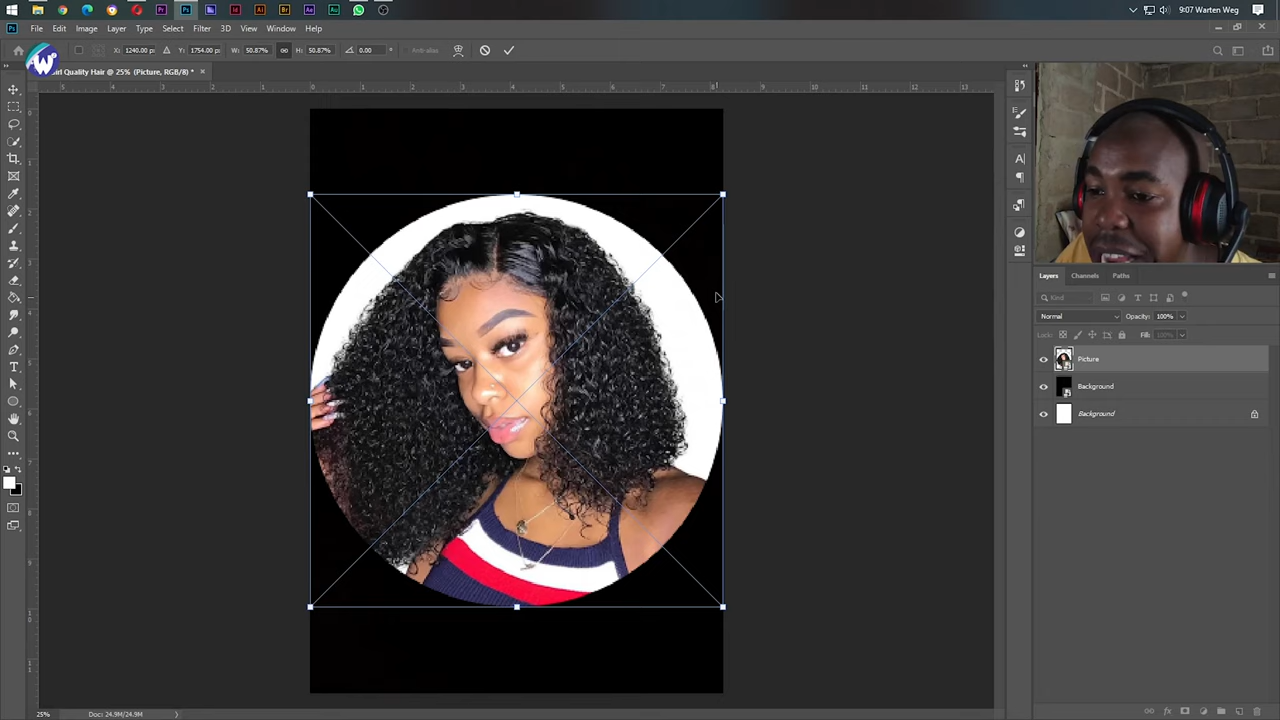 9:07 Warten Weg
File Edit Image Layer Type Select Filter 3D View Window Help
X: 1240.00 px Y: 1754.00 px W: 50.87% H: 50.87% 0.00 Anti-alias
irl Quality Hair @ 25% (Picture, RGB/8) *
Layers Channels Paths
Kind
Normal Opacity: 100%
Lock: Fill: 100%
Picture
Background
Background
25% Doc: 24.9M/24.9M